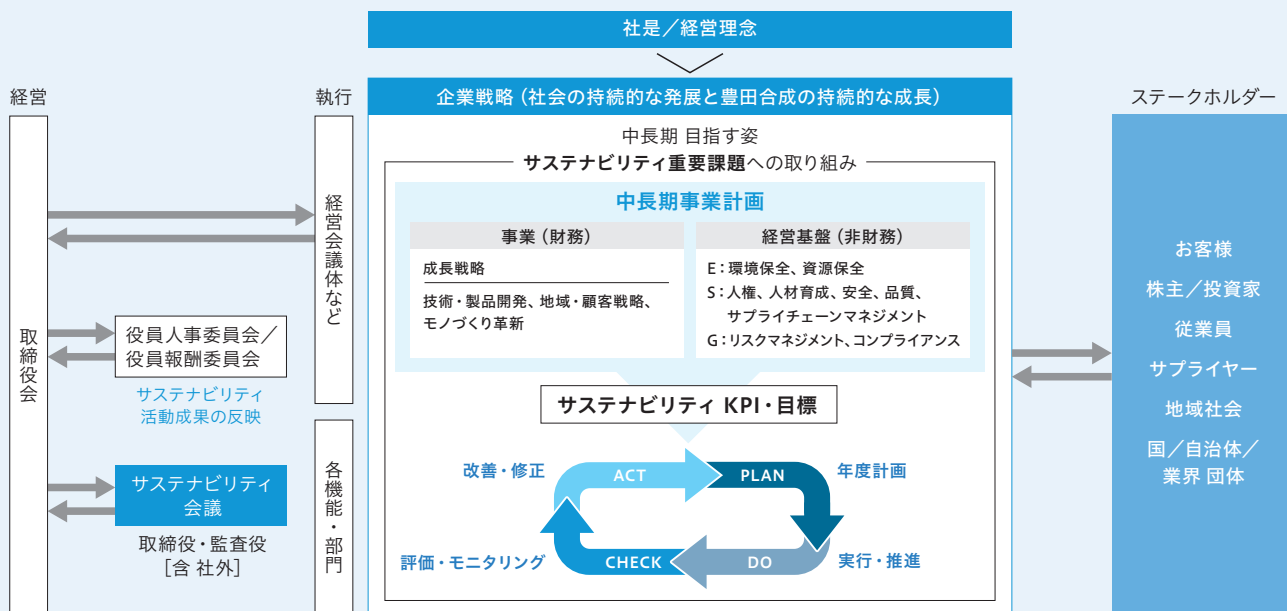 社是／経営理念
経営
執行
企業戦略（社会の持続的な発展と豊田合成の持続的な成長）
ステークホルダー
中長期 目指す姿
サステナビリティ重要課題への取り組み
中長期事業計画
事業（財務）
成長戦略
技術・製品開発、地域・顧客戦略、
モノづくり革新
経営基盤（非財務）
E：環境保全、資源保全
S：人権、人材育成、安全、品質、
サプライチェーンマネジメント
G：リスクマネジメント、コンプライアンス
取締役会
経営会議体など
役員人事委員会／
役員報酬委員会
サステナビリティ
活動成果の反映
サステナビリティ
会議
取締役・監査役
［含 社外］
各機能・部門
サステナビリティ KPI・目標
改善・修正
ACT
PLAN
年度計画
評価・モニタリング
CHECK
DO
実行・推進
お客様
株主／投資家
従業員
サプライヤー
地域社会
国／自治体／
業界 団体